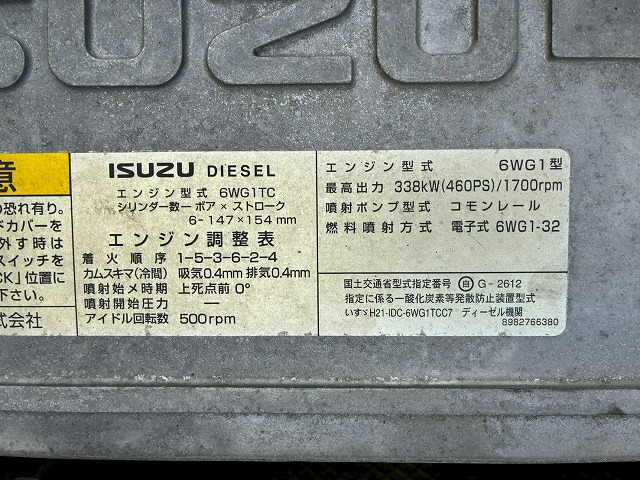 SUZU
意
の恐れ有り。
ドカバーを
外す時は
スイッチを
CK」位置に
下さい。
式会社
ISUZU DIESEL
エンジン型式 6WG1TC
シリンダー数－ボア×ストローク
6-147×154mm
エンジン調整表
着火順序 1-5-3-6-2-4
カムスキマ(冷間) 吸気0.4mm 排気0.4mm
噴射始メ時期 上死点前 0°
噴射開始圧力 ―
アイドル回転数 500rpm
エンジン型式 6WG1型
最高出力 338kW(460PS)/1700rpm
噴射ポンプ型式 コモンレール
燃料噴射方式 電子式 6WG1-32
国土交通省型式指定番号 自 G-2612
指定に係る一酸化炭素等発散防止装置型式
いすゞH21-IDC-6WG1TCC7 ディーゼル機関
8982766380